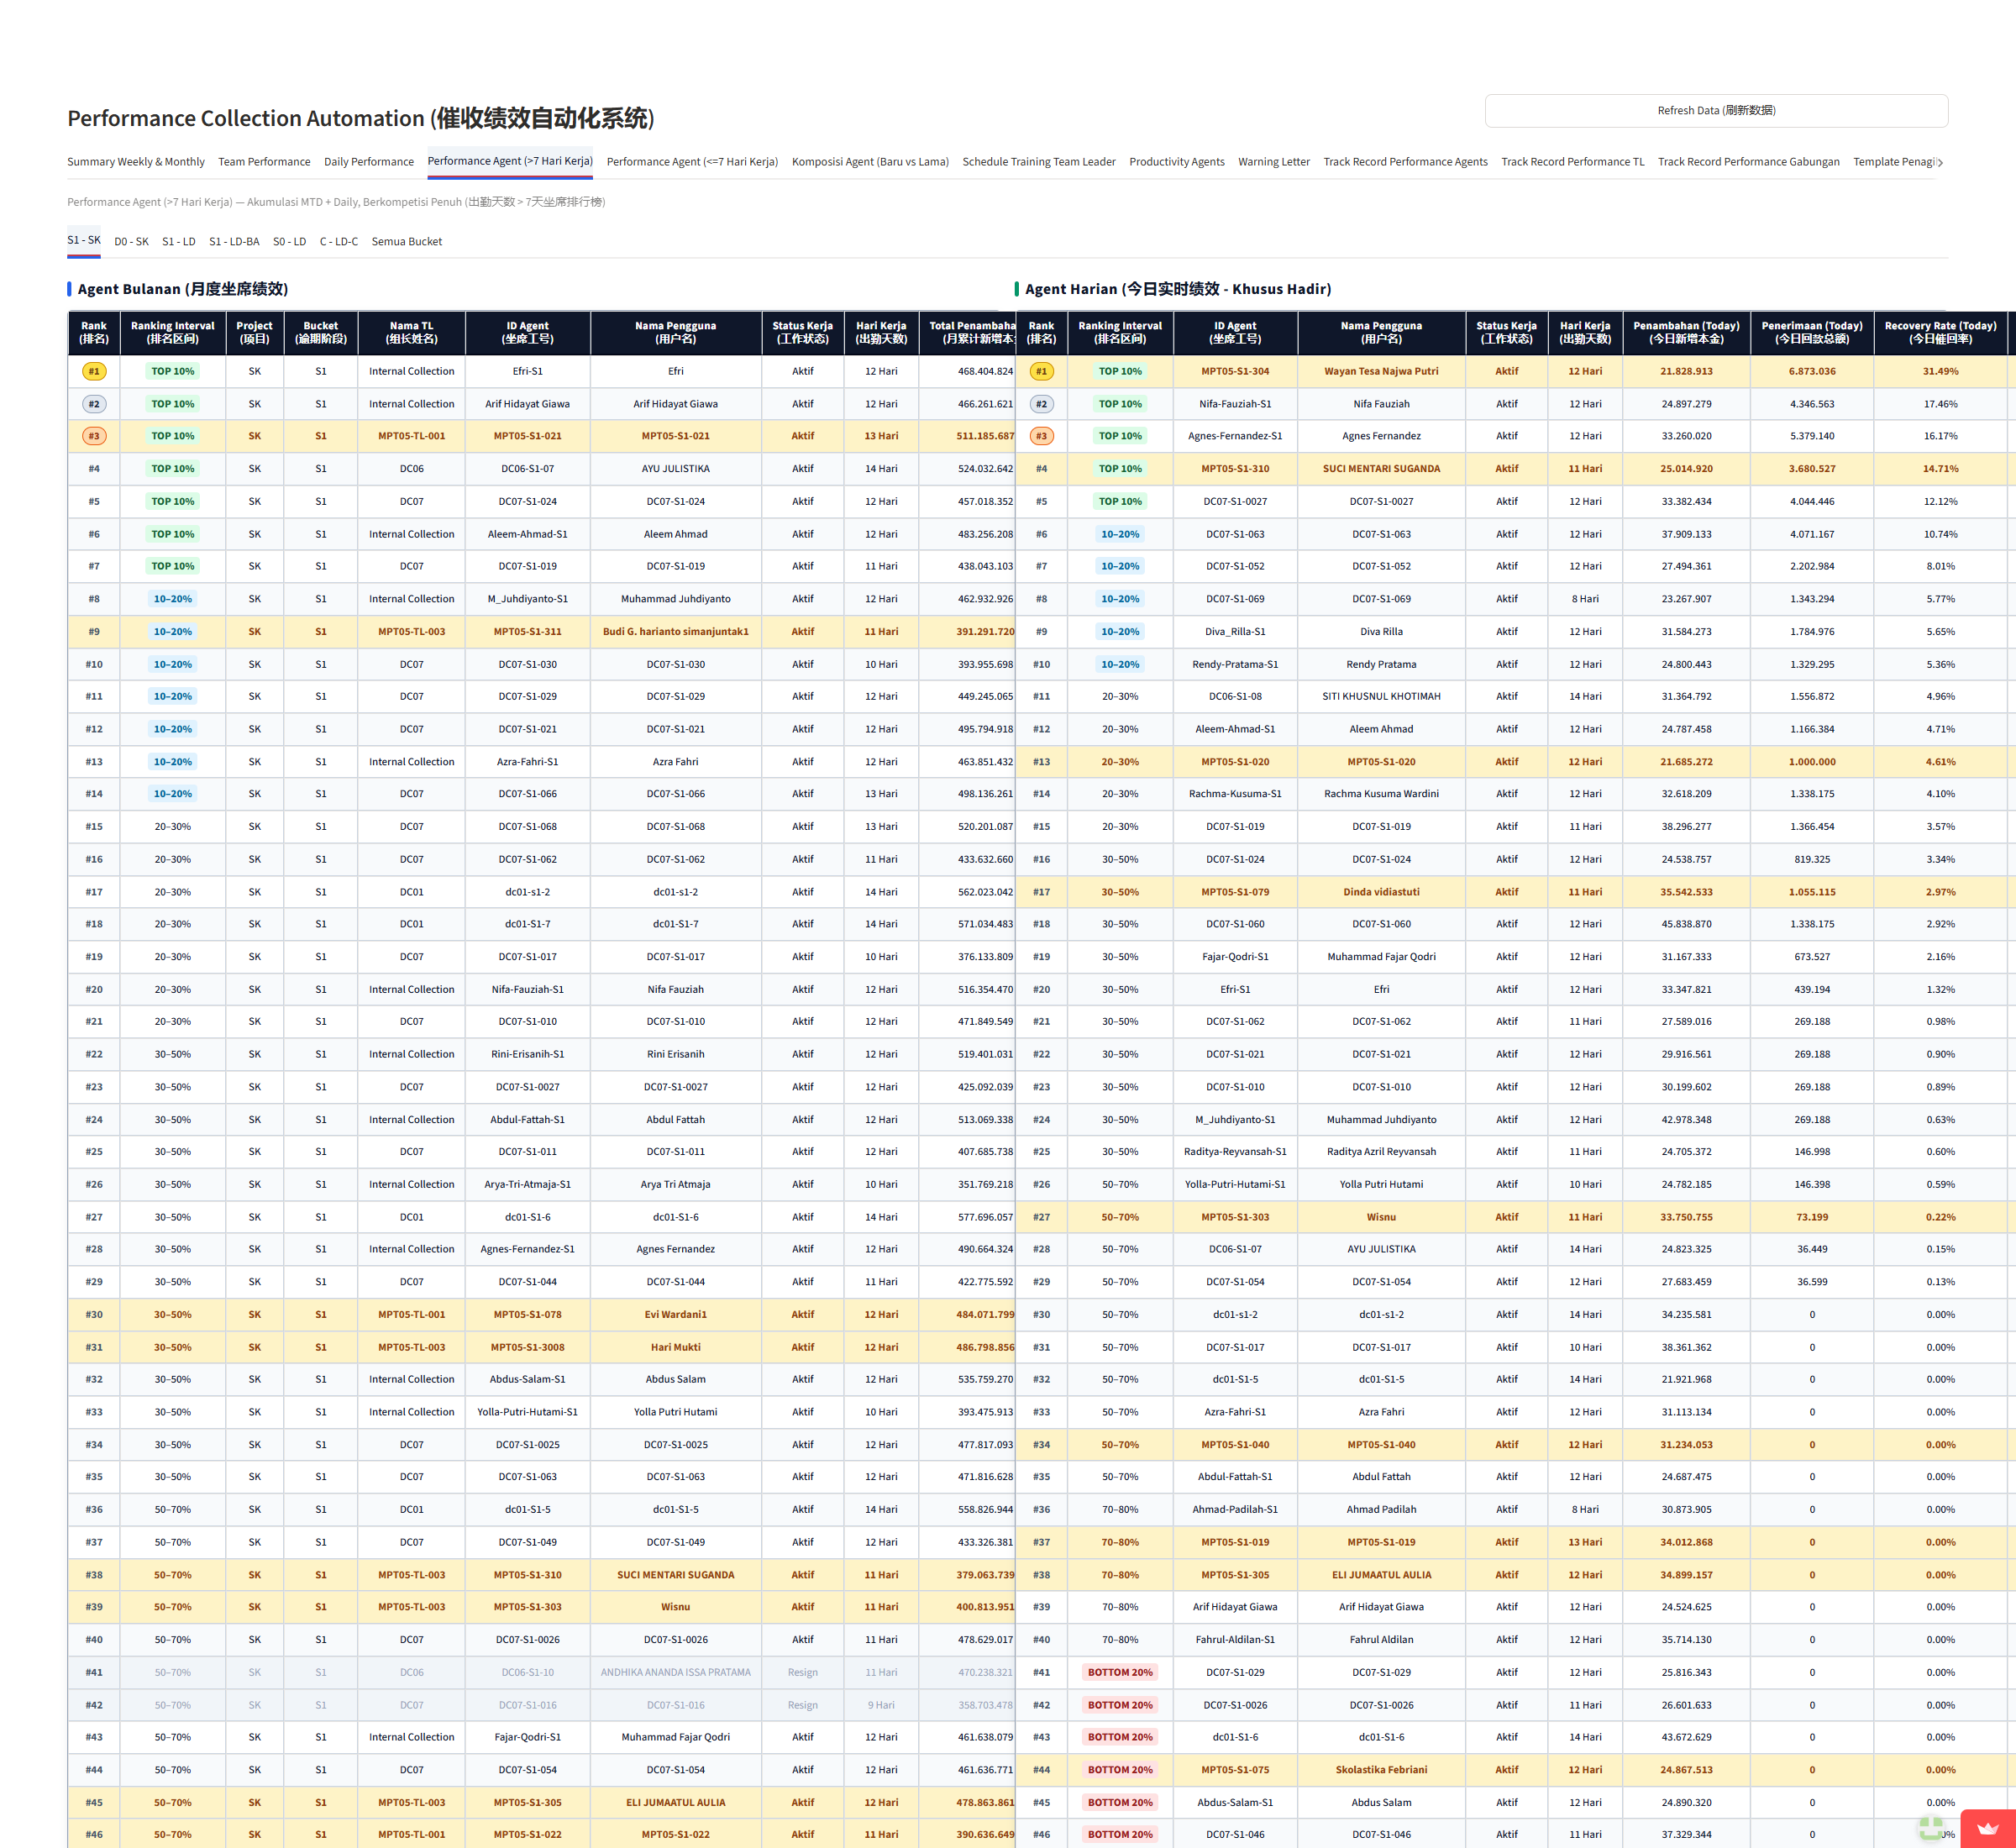 Performance Collection Automation (催收绩效自动化系统)
Refresh Data (刷新数据)
Summary Weekly & Monthly Team Performance Daily Performance Performance Agent (>7 Hari Kerja) Performance Agent (<=7 Hari Kerja) Komposisi Agent (Baru vs Lama) Schedule Training Team Leader Productivity Agents Warning Letter Track Record Performance Agents Track Record Performance TL Track Record Performance Gabungan Template Penagi
Performance Agent (>7 Hari Kerja) — Akumulasi MTD + Daily, Berkompetisi Penuh (出勤天数 > 7天坐席排行榜)
S1 - SK D0 - SK S1 - LD S1 - LD-BA S0 - LD C - LD-C Semua Bucket
Agent Bulanan (月度坐席绩效)
Rank Ranking Interval Project Bucket Nama TL ID Agent Nama Pengguna Status Kerja Hari Kerja Total Penambaha
(排名) (排名区间) (项目) (逾期阶段) (组长姓名) (坐席工号) (用户名) (工作状态) (出勤天数) (月累计新增本
#1 TOP 10% SK S1 Internal Collection Efri-S1 Efri Aktif 12 Hari 468.404.824
#2 TOP 10% SK S1 Internal Collection Arif Hidayat Giawa Arif Hidayat Giawa Aktif 12 Hari 466.261.621
#3 TOP 10% SK S1 MPT05-TL-001 MPT05-S1-021 MPT05-S1-021 Aktif 13 Hari 511.185.687
#4 TOP 10% SK S1 DC06 DC06-S1-07 AYU JULISTIKA Aktif 14 Hari 524.032.642
#5 TOP 10% SK S1 DC07 DC07-S1-024 DC07-S1-024 Aktif 12 Hari 457.018.352
#6 TOP 10% SK S1 Internal Collection Aleem-Ahmad-S1 Aleem Ahmad Aktif 12 Hari 483.256.208
#7 TOP 10% SK S1 DC07 DC07-S1-019 DC07-S1-019 Aktif 11 Hari 438.043.103
#8 10–20% SK S1 Internal Collection M_Juhdiyanto-S1 Muhammad Juhdiyanto Aktif 12 Hari 462.932.926
#9 10–20% SK S1 MPT05-TL-003 MPT05-S1-311 Budi G. harianto simanjuntak1 Aktif 11 Hari 391.291.720
#10 10–20% SK S1 DC07 DC07-S1-030 DC07-S1-030 Aktif 10 Hari 393.955.698
#11 10–20% SK S1 DC07 DC07-S1-029 DC07-S1-029 Aktif 12 Hari 449.245.065
#12 10–20% SK S1 DC07 DC07-S1-021 DC07-S1-021 Aktif 12 Hari 495.794.918
#13 10–20% SK S1 Internal Collection Azra-Fahri-S1 Azra Fahri Aktif 12 Hari 463.851.432
#14 10–20% SK S1 DC07 DC07-S1-066 DC07-S1-066 Aktif 13 Hari 498.136.261
#15 20–30% SK S1 DC07 DC07-S1-068 DC07-S1-068 Aktif 13 Hari 520.201.087
#16 20–30% SK S1 DC07 DC07-S1-062 DC07-S1-062 Aktif 11 Hari 433.632.660
#17 20–30% SK S1 DC01 dc01-s1-2 dc01-s1-2 Aktif 14 Hari 562.023.042
#18 20–30% SK S1 DC01 dc01-S1-7 dc01-S1-7 Aktif 14 Hari 571.034.483
#19 20–30% SK S1 DC07 DC07-S1-017 DC07-S1-017 Aktif 10 Hari 376.133.809
#20 20–30% SK S1 Internal Collection Nifa-Fauziah-S1 Nifa Fauziah Aktif 12 Hari 516.354.470
#21 20–30% SK S1 DC07 DC07-S1-010 DC07-S1-010 Aktif 12 Hari 471.849.549
#22 30–50% SK S1 Internal Collection Rini-Erisanih-S1 Rini Erisanih Aktif 12 Hari 519.401.031
#23 30–50% SK S1 DC07 DC07-S1-0027 DC07-S1-0027 Aktif 12 Hari 425.092.039
#24 30–50% SK S1 Internal Collection Abdul-Fattah-S1 Abdul Fattah Aktif 12 Hari 513.069.338
#25 30–50% SK S1 DC07 DC07-S1-011 DC07-S1-011 Aktif 12 Hari 407.685.738
#26 30–50% SK S1 Internal Collection Arya-Tri-Atmaja-S1 Arya Tri Atmaja Aktif 10 Hari 351.769.218
#27 30–50% SK S1 DC01 dc01-S1-6 dc01-S1-6 Aktif 14 Hari 577.696.057
#28 30–50% SK S1 Internal Collection Agnes-Fernandez-S1 Agnes Fernandez Aktif 12 Hari 490.664.324
#29 30–50% SK S1 DC07 DC07-S1-044 DC07-S1-044 Aktif 11 Hari 422.775.592
#30 30–50% SK S1 MPT05-TL-001 MPT05-S1-078 Evi Wardani1 Aktif 12 Hari 484.071.799
#31 30–50% SK S1 MPT05-TL-003 MPT05-S1-3008 Hari Mukti Aktif 12 Hari 486.798.856
#32 30–50% SK S1 Internal Collection Abdus-Salam-S1 Abdus Salam Aktif 12 Hari 535.759.270
#33 30–50% SK S1 Internal Collection Yolla-Putri-Hutami-S1 Yolla Putri Hutami Aktif 10 Hari 393.475.913
#34 30–50% SK S1 DC07 DC07-S1-0025 DC07-S1-0025 Aktif 12 Hari 477.817.093
#35 30–50% SK S1 DC07 DC07-S1-063 DC07-S1-063 Aktif 12 Hari 471.816.628
#36 50–70% SK S1 DC01 dc01-S1-5 dc01-S1-5 Aktif 14 Hari 558.826.944
#37 50–70% SK S1 DC07 DC07-S1-049 DC07-S1-049 Aktif 12 Hari 433.326.381
#38 50–70% SK S1 MPT05-TL-003 MPT05-S1-310 SUCI MENTARI SUGANDA Aktif 11 Hari 379.063.739
#39 50–70% SK S1 MPT05-TL-003 MPT05-S1-303 Wisnu Aktif 11 Hari 400.813.951
#40 50–70% SK S1 DC07 DC07-S1-0026 DC07-S1-0026 Aktif 11 Hari 478.629.017
#41 50–70% SK S1 DC06 DC06-S1-10 ANDHIKA ANANDA ISSA PRATAMA Resign 11 Hari 470.238.321
#42 50–70% SK S1 DC07 DC07-S1-016 DC07-S1-016 Resign 9 Hari 358.703.478
#43 50–70% SK S1 Internal Collection Fajar-Qodri-S1 Muhammad Fajar Qodri Aktif 12 Hari 461.638.079
#44 50–70% SK S1 DC07 DC07-S1-054 DC07-S1-054 Aktif 12 Hari 461.636.771
#45 50–70% SK S1 MPT05-TL-003 MPT05-S1-305 ELI JUMAATUL AULIA Aktif 12 Hari 478.863.861
#46 50–70% SK S1 MPT05-TL-001 MPT05-S1-022 MPT05-S1-022 Aktif 11 Hari 390.636.649
Agent Harian (今日实时绩效 - Khusus Hadir)
Rank Ranking Interval ID Agent Nama Pengguna Status Kerja Hari Kerja Penambahan (Today) Penerimaan (Today) Recovery Rate (Today)
(排名) (排名区间) (坐席工号) (用户名) (工作状态) (出勤天数) (今日新增本金) (今日回款总额) (今日催回率)
#1 TOP 10% MPT05-S1-304 Wayan Tesa Najwa Putri Aktif 12 Hari 21.828.913 6.873.036 31.49%
#2 TOP 10% Nifa-Fauziah-S1 Nifa Fauziah Aktif 12 Hari 24.897.279 4.346.563 17.46%
#3 TOP 10% Agnes-Fernandez-S1 Agnes Fernandez Aktif 12 Hari 33.260.020 5.379.140 16.17%
#4 TOP 10% MPT05-S1-310 SUCI MENTARI SUGANDA Aktif 11 Hari 25.014.920 3.680.527 14.71%
#5 TOP 10% DC07-S1-0027 DC07-S1-0027 Aktif 12 Hari 33.382.434 4.044.446 12.12%
#6 10–20% DC07-S1-063 DC07-S1-063 Aktif 12 Hari 37.909.133 4.071.167 10.74%
#7 10–20% DC07-S1-052 DC07-S1-052 Aktif 12 Hari 27.494.361 2.202.984 8.01%
#8 10–20% DC07-S1-069 DC07-S1-069 Aktif 8 Hari 23.267.907 1.343.294 5.77%
#9 10–20% Diva_Rilla-S1 Diva Rilla Aktif 12 Hari 31.584.273 1.784.976 5.65%
#10 10–20% Rendy-Pratama-S1 Rendy Pratama Aktif 12 Hari 24.800.443 1.329.295 5.36%
#11 20–30% DC06-S1-08 SITI KHUSNUL KHOTIMAH Aktif 14 Hari 31.364.792 1.556.872 4.96%
#12 20–30% Aleem-Ahmad-S1 Aleem Ahmad Aktif 12 Hari 24.787.458 1.166.384 4.71%
#13 20–30% MPT05-S1-020 MPT05-S1-020 Aktif 12 Hari 21.685.272 1.000.000 4.61%
#14 20–30% Rachma-Kusuma-S1 Rachma Kusuma Wardini Aktif 12 Hari 32.618.209 1.338.175 4.10%
#15 20–30% DC07-S1-019 DC07-S1-019 Aktif 11 Hari 38.296.277 1.366.454 3.57%
#16 30–50% DC07-S1-024 DC07-S1-024 Aktif 12 Hari 24.538.757 819.325 3.34%
#17 30–50% MPT05-S1-079 Dinda vidiastuti Aktif 11 Hari 35.542.533 1.055.115 2.97%
#18 30–50% DC07-S1-060 DC07-S1-060 Aktif 12 Hari 45.838.870 1.338.175 2.92%
#19 30–50% Fajar-Qodri-S1 Muhammad Fajar Qodri Aktif 12 Hari 31.167.333 673.527 2.16%
#20 30–50% Efri-S1 Efri Aktif 12 Hari 33.347.821 439.194 1.32%
#21 30–50% DC07-S1-062 DC07-S1-062 Aktif 11 Hari 27.589.016 269.188 0.98%
#22 30–50% DC07-S1-021 DC07-S1-021 Aktif 12 Hari 29.916.561 269.188 0.90%
#23 30–50% DC07-S1-010 DC07-S1-010 Aktif 12 Hari 30.199.602 269.188 0.89%
#24 30–50% M_Juhdiyanto-S1 Muhammad Juhdiyanto Aktif 12 Hari 42.978.348 269.188 0.63%
#25 30–50% Raditya-Reyvansah-S1 Raditya Azril Reyvansah Aktif 11 Hari 24.705.372 146.998 0.60%
#26 50–70% Yolla-Putri-Hutami-S1 Yolla Putri Hutami Aktif 10 Hari 24.782.185 146.398 0.59%
#27 50–70% MPT05-S1-303 Wisnu Aktif 11 Hari 33.750.755 73.199 0.22%
#28 50–70% DC06-S1-07 AYU JULISTIKA Aktif 14 Hari 24.823.325 36.449 0.15%
#29 50–70% DC07-S1-054 DC07-S1-054 Aktif 12 Hari 27.683.459 36.599 0.13%
#30 50–70% dc01-s1-2 dc01-s1-2 Aktif 14 Hari 34.235.581 0 0.00%
#31 50–70% DC07-S1-017 DC07-S1-017 Aktif 10 Hari 38.361.362 0 0.00%
#32 50–70% dc01-S1-5 dc01-S1-5 Aktif 14 Hari 21.921.968 0 0.00%
#33 50–70% Azra-Fahri-S1 Azra Fahri Aktif 12 Hari 31.113.134 0 0.00%
#34 50–70% MPT05-S1-040 MPT05-S1-040 Aktif 12 Hari 31.234.053 0 0.00%
#35 50–70% Abdul-Fattah-S1 Abdul Fattah Aktif 12 Hari 24.687.475 0 0.00%
#36 70–80% Ahmad-Padilah-S1 Ahmad Padilah Aktif 8 Hari 30.873.905 0 0.00%
#37 70–80% MPT05-S1-019 MPT05-S1-019 Aktif 13 Hari 34.012.868 0 0.00%
#38 70–80% MPT05-S1-305 ELI JUMAATUL AULIA Aktif 12 Hari 34.899.157 0 0.00%
#39 70–80% Arif Hidayat Giawa Arif Hidayat Giawa Aktif 12 Hari 24.524.625 0 0.00%
#40 70–80% Fahrul-Aldilan-S1 Fahrul Aldilan Aktif 12 Hari 35.714.130 0 0.00%
#41 BOTTOM 20% DC07-S1-029 DC07-S1-029 Aktif 12 Hari 25.816.343 0 0.00%
#42 BOTTOM 20% DC07-S1-0026 DC07-S1-0026 Aktif 11 Hari 26.601.633 0 0.00%
#43 BOTTOM 20% dc01-S1-6 dc01-S1-6 Aktif 14 Hari 43.672.629 0 0.00%
#44 BOTTOM 20% MPT05-S1-075 Skolastika Febriani Aktif 12 Hari 24.867.513 0 0.00%
#45 BOTTOM 20% Abdus-Salam-S1 Abdus Salam Aktif 12 Hari 24.890.320 0 0.00%
#46 BOTTOM 20% DC07-S1-046 DC07-S1-046 Aktif 11 Hari 37.329.344 0